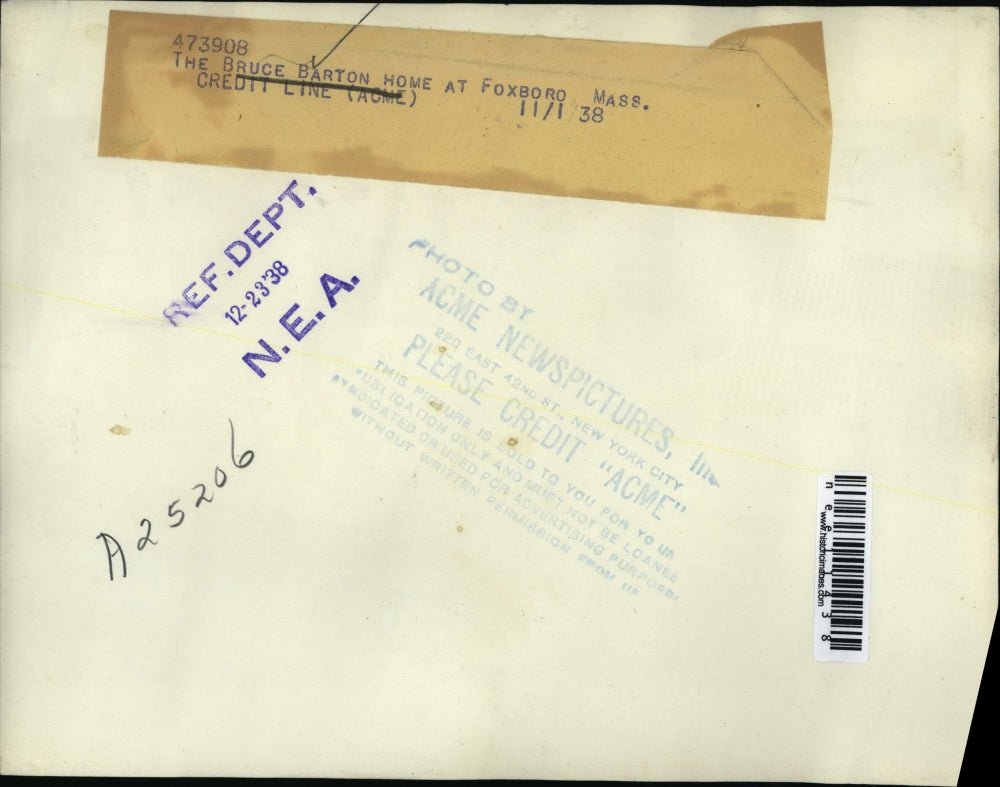 473908
THE BRUCE BARTON HOME AT FOXBORO MASS.
CREDIT LINE (ACME) 11/1 38
REF. DEPT.
12-23'38
N.E.A.
PHOTO BY
ACME NEWSPICTURES, Inc
220 EAST 42ND ST., NEW YORK CITY
PLEASE CREDIT "ACME"
THIS PICTURE IS SOLD TO YOU FOR YOUR
PUBLICATION ONLY AND MUST NOT BE LOANED
SYNDICATED OR USED FOR ADVERTISING PURPOSES
WITHOUT WRITTEN PERMISSION FROM US
A25206
www.historicimages.com